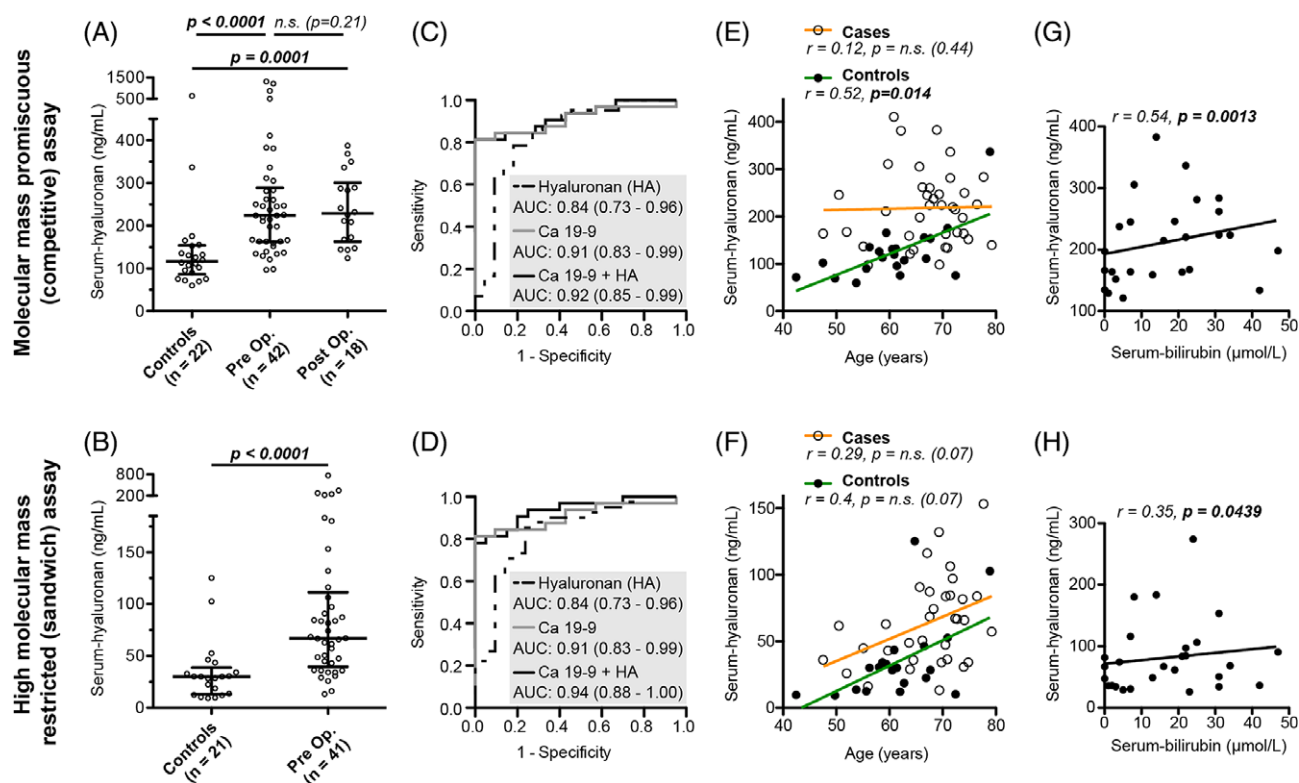 Molecular mass promiscuous
(competitive) assay
(A)
p < 0.0001
n.s. (p=0.21)
p = 0.0001
Serum-hyaluronan (ng/mL)
1500
500
400
300
200
100
0
Controls
(n = 22)
Pre Op.
(n = 42)
Post Op.
(n = 18)
(C)
Sensitivity
1.0
0.8
0.6
0.4
0.2
0.0
Hyaluronan (HA)
AUC: 0.84 (0.73 - 0.96)
Ca 19-9
AUC: 0.91 (0.83 - 0.99)
Ca 19-9 + HA
AUC: 0.92 (0.85 - 0.99)
0.0 0.2 0.4 0.6 0.8 1.0
1 - Specificity
(E)
Cases
r = 0.12, p = n.s. (0.44)
Controls
r = 0.52, p=0.014
Serum-hyaluronan (ng/mL)
400
300
200
100
0
40 50 60 70 80
Age (years)
(G)
r = 0.54, p = 0.0013
Serum-hyaluronan (ng/mL)
400
300
200
100
0 10 20 30 40 50
Serum-bilirubin (µmol/L)
High molecular mass
restricted (sandwich) assay
(B)
p < 0.0001
Serum-hyaluronan (ng/mL)
800
200
150
100
50
0
Controls
(n = 21)
Pre Op.
(n = 41)
(D)
Sensitivity
1.0
0.8
0.6
0.4
0.2
0.0
Hyaluronan (HA)
AUC: 0.84 (0.73 - 0.96)
Ca 19-9
AUC: 0.91 (0.83 - 0.99)
Ca 19-9 + HA
AUC: 0.94 (0.88 - 1.00)
0.0 0.2 0.4 0.6 0.8 1.0
1 - Specificity
(F)
Cases
r = 0.29, p = n.s. (0.07)
Controls
r = 0.4, p = n.s. (0.07)
Serum-hyaluronan (ng/mL)
150
100
50
0
40 50 60 70 80
Age (years)
(H)
r = 0.35, p = 0.0439
Serum-hyaluronan (ng/mL)
300
200
100
0
0 10 20 30 40 50
Serum-bilirubin (µmol/L)